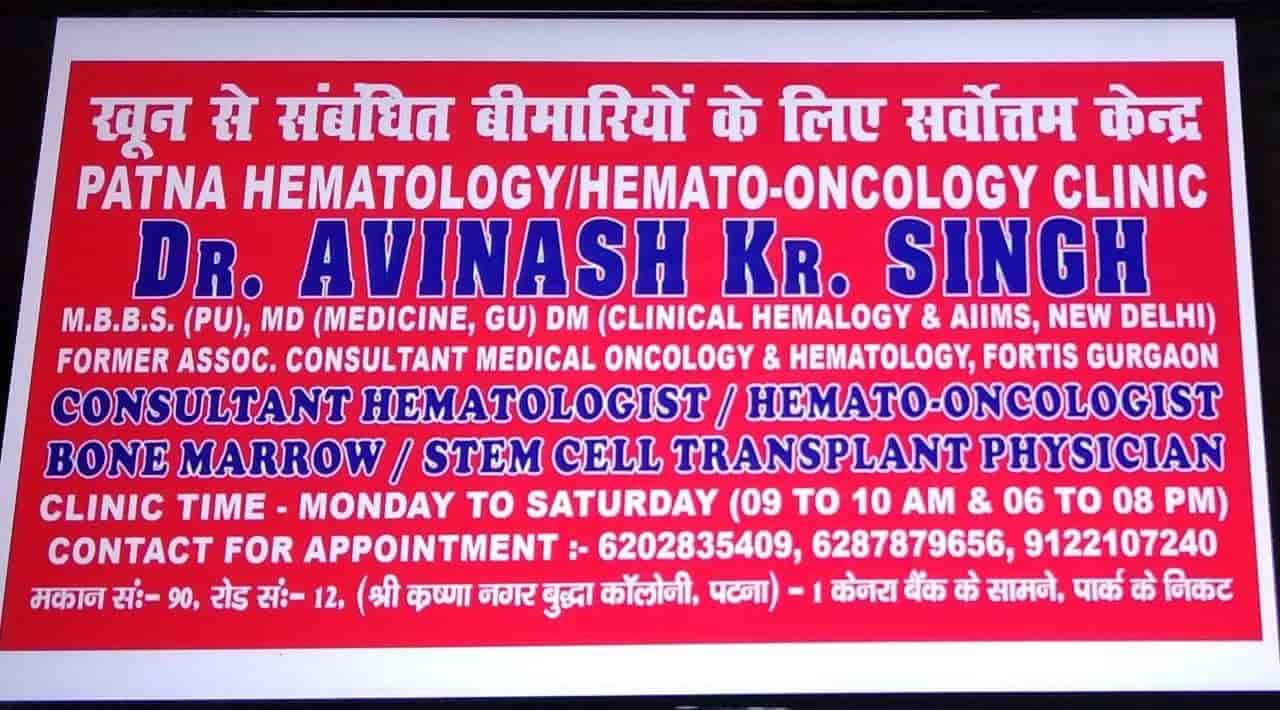 खून से संबंधित बीमारियों के लिए सर्वोत्तम केन्द्र
PATNA HEMATOLOGY/HEMATO-ONCOLOGY CLINIC
DR. AVINASH KR. SINGH
M.B.B.S. (PU), MD (MEDICINE, GU) DM (CLINICAL HEMALOGY & AIIMS, NEW DELHI)
FORMER ASSOC. CONSULTANT MEDICAL ONCOLOGY & HEMATOLOGY, FORTIS GURGAON
CONSULTANT HEMATOLOGIST / HEMATO-ONCOLOGIST
BONE MARROW / STEM CELL TRANSPLANT PHYSICIAN
CLINIC TIME - MONDAY TO SATURDAY (09 TO 10 AM & 06 TO 08 PM)
CONTACT FOR APPOINTMENT :- 6202835409, 6287879656, 9122107240
मकान सं:- 90, रोड सं:- 12, (श्री कृष्णा नगर बुद्धा कॉलोनी, पटना) - 1 केनरा बैंक के सामने, पार्क के निकट